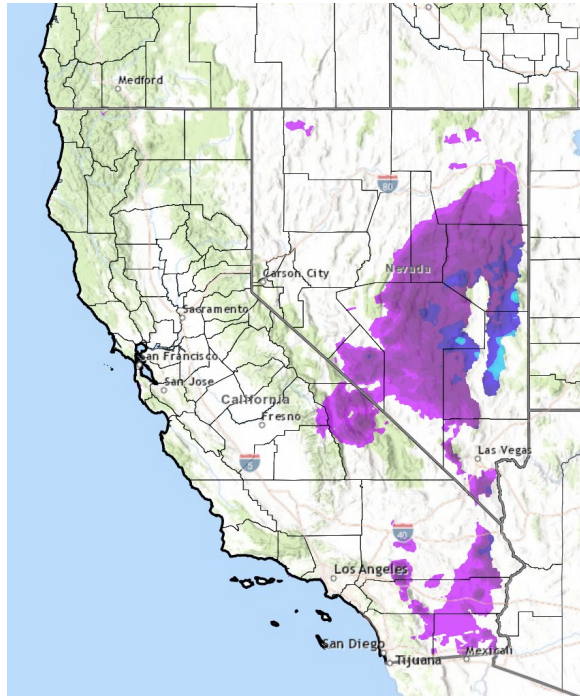 Medford
80
Nevada
Carson City
Sacramento
San Francisco
San Jose
California
Fresno
5
Las Vegas
40
Los Angeles
San Diego
Mexicali
Tijuana